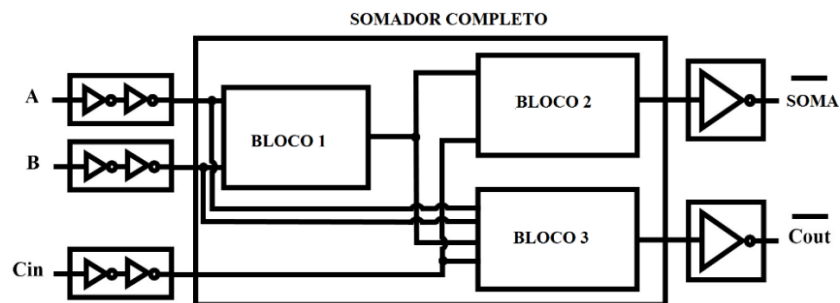 SOMADOR COMPLETO
A
B
Cin
BLOCO 1
BLOCO 2
BLOCO 3
SOMA
Cout